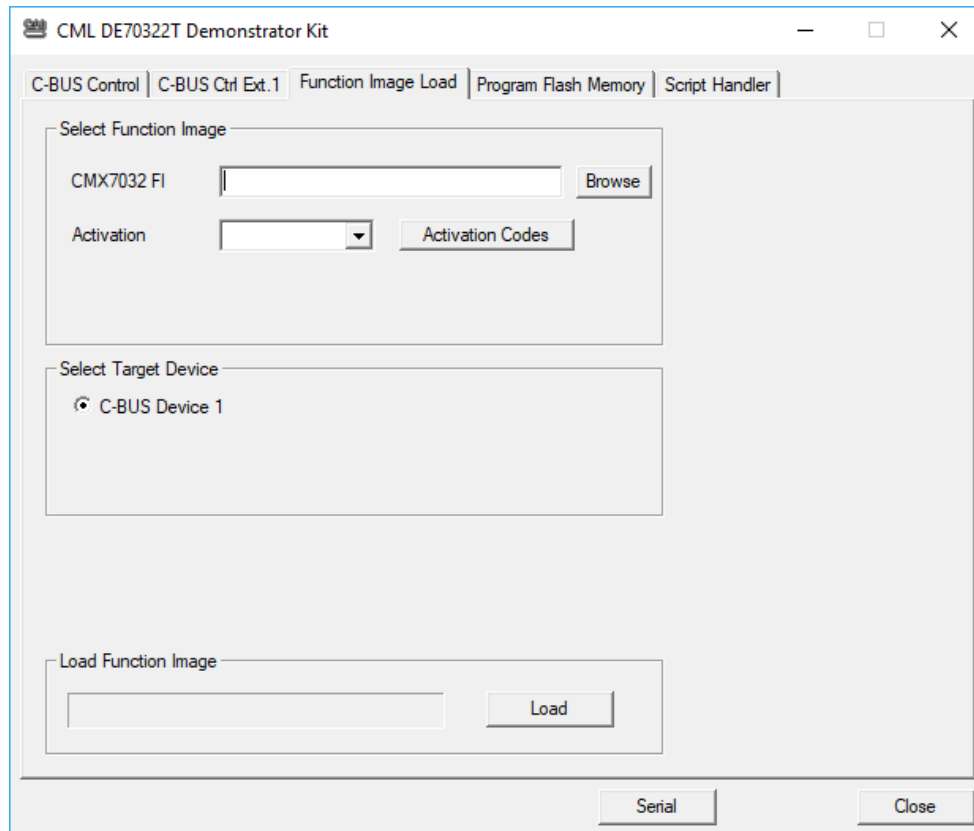 CML DE70322T Demonstrator Kit
C-BUS Control C-BUS Ctrl Ext.1 Function Image Load Program Flash Memory Script Handler
Select Function Image
CMX7032 FI Browse
Activation Activation Codes
Select Target Device
C-BUS Device 1
Load Function Image
Load
Serial Close